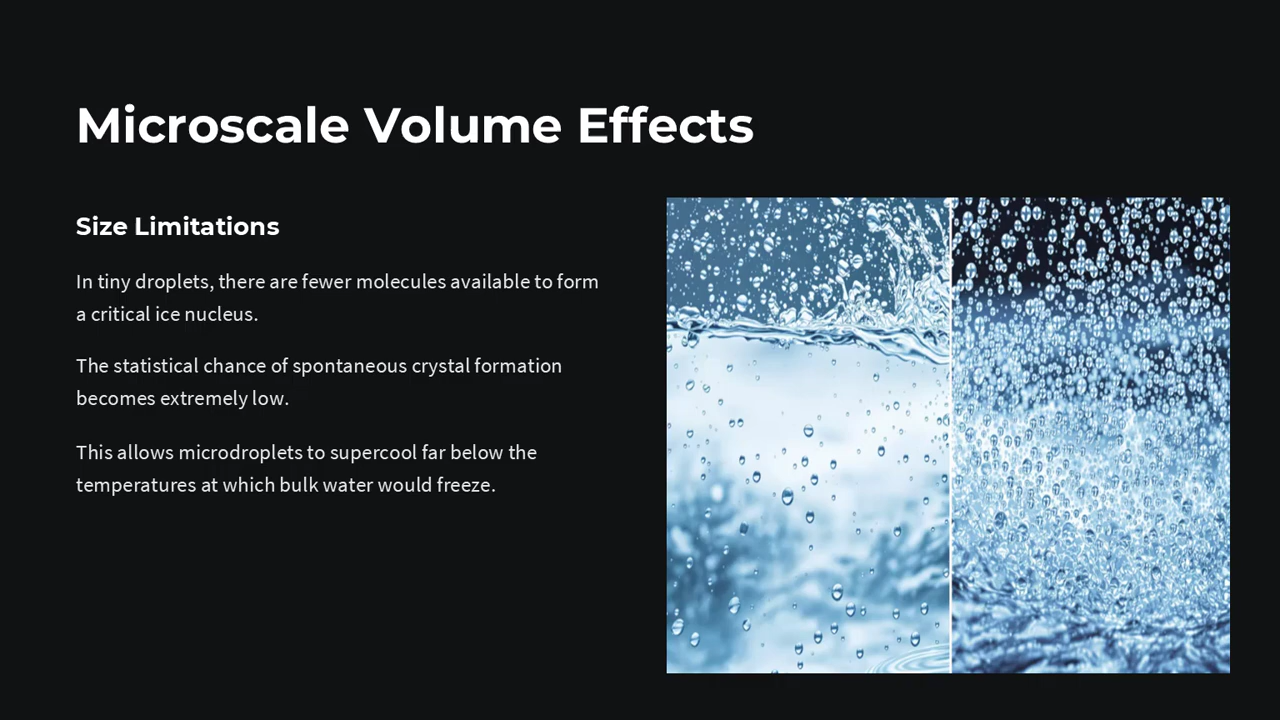 Microscale Volume Effects
Size Limitations
In tiny droplets, there are fewer molecules available to form
a critical ice nucleus.
The statistical chance of spontaneous crystal formation
becomes extremely low.
This allows microdroplets to supercool far below the
temperatures at which bulk water would freeze.